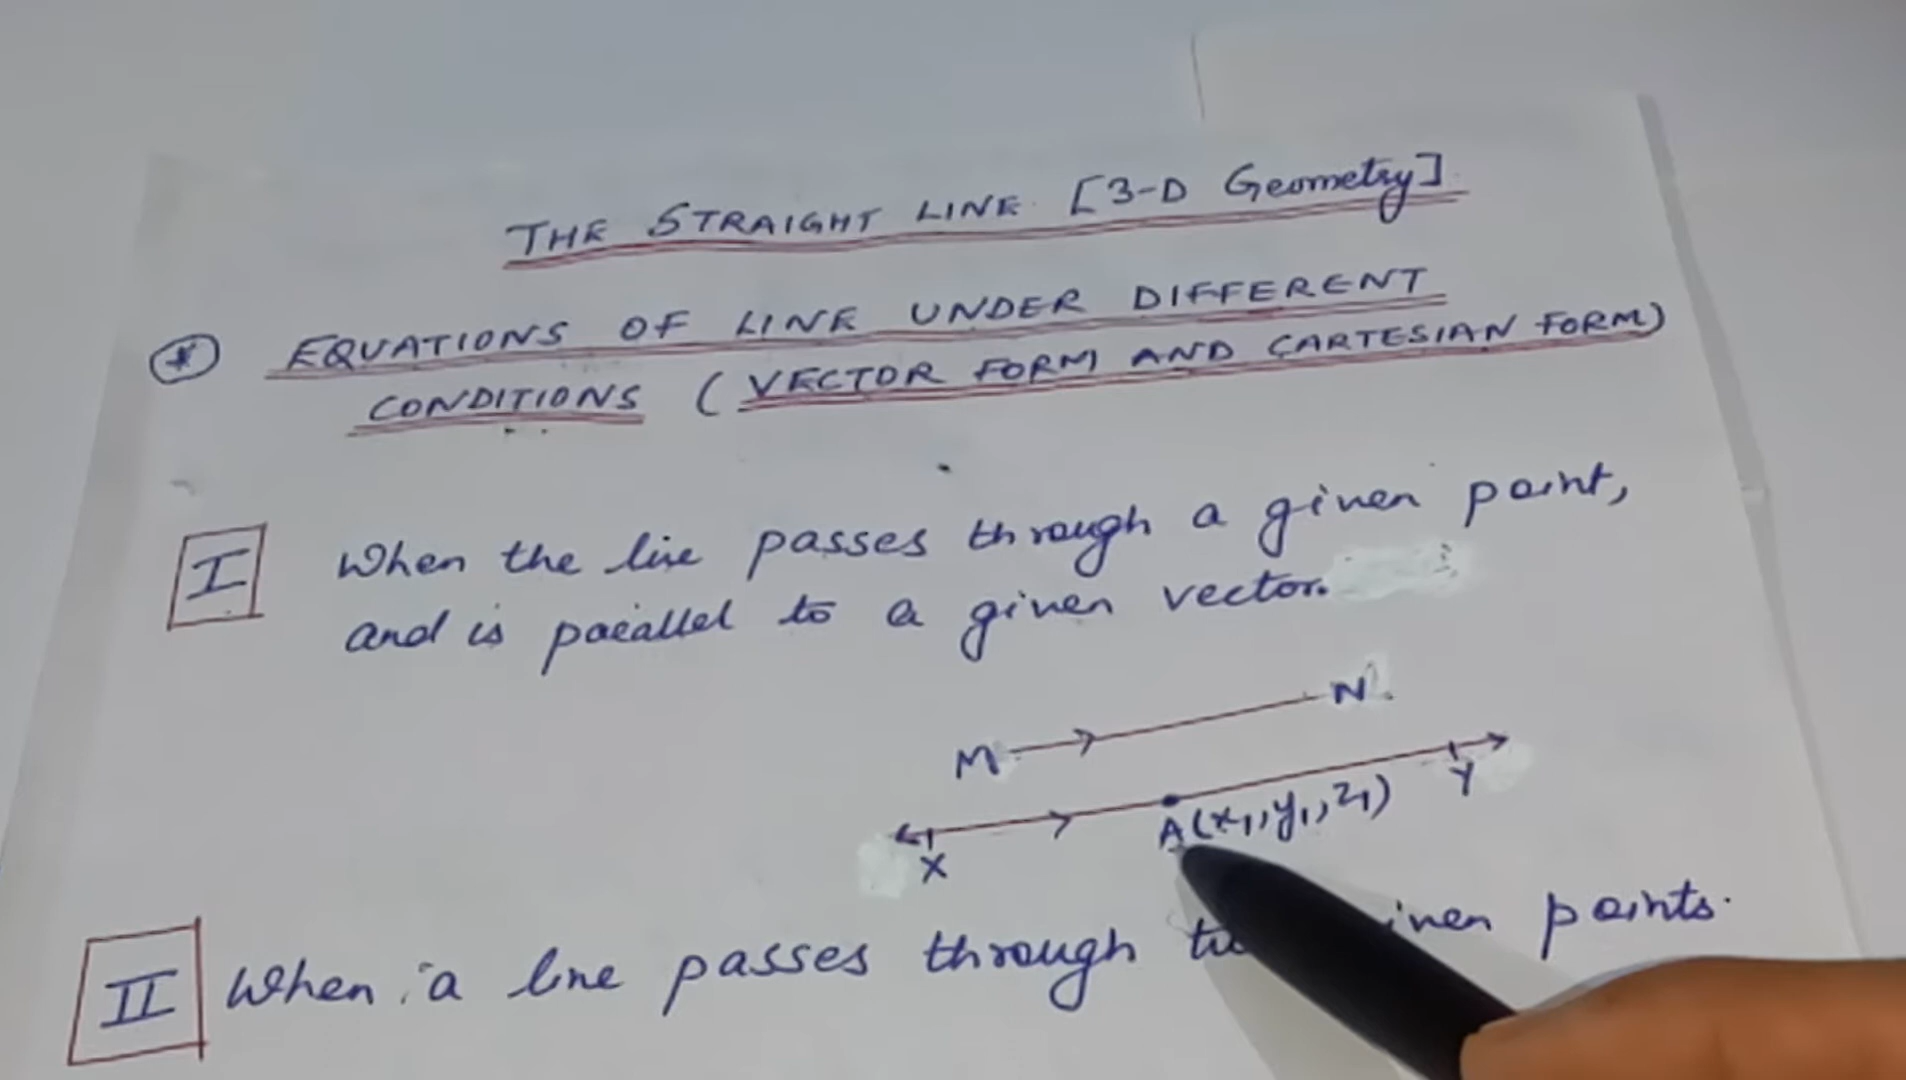 THE STRAIGHT LINE [3-D Geometry]
* EQUATIONS OF LINE UNDER DIFFERENT
CONDITIONS (VECTOR FORM AND CARTESIAN FORM)
I When the line passes through a given point,
and is parallel to a given vector.
M N
X A(x1, y1, z1) Y
II When a line passes through points.